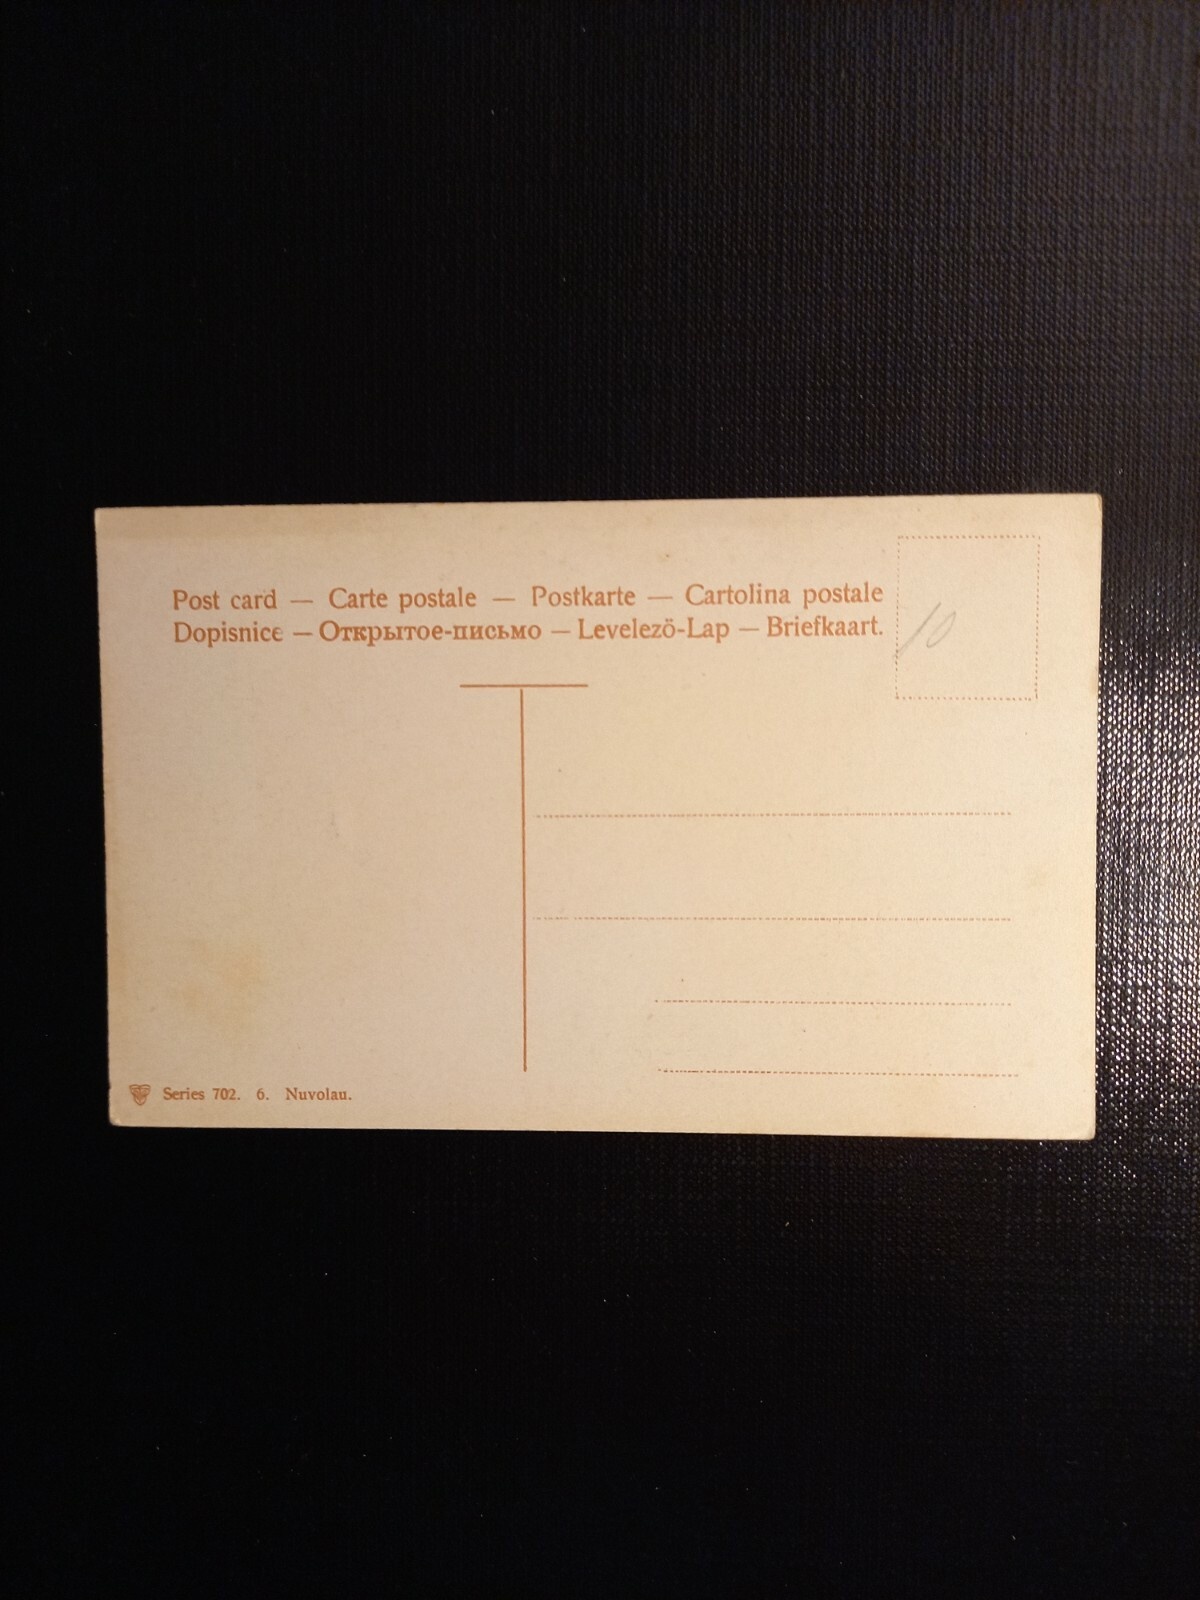 Post card — Carte postale — Postkarte — Cartolina postale
Dopisnice — Открытое-письмо — Levelezö-Lap — Briefkaart.
10
Series 702. 6. Nuvolau.